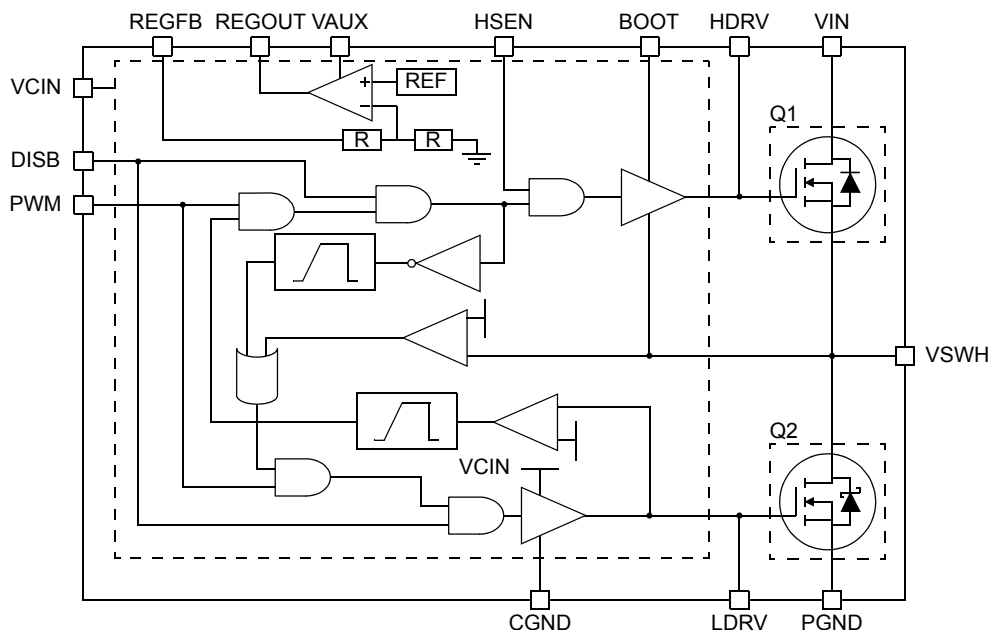 REGFB REGOUT VAUX HSEN BOOT HDRV VIN
VCIN
REF
R R
DISB
PWM
Q1
VSWH
Q2
VCIN
CGND LDRV PGND